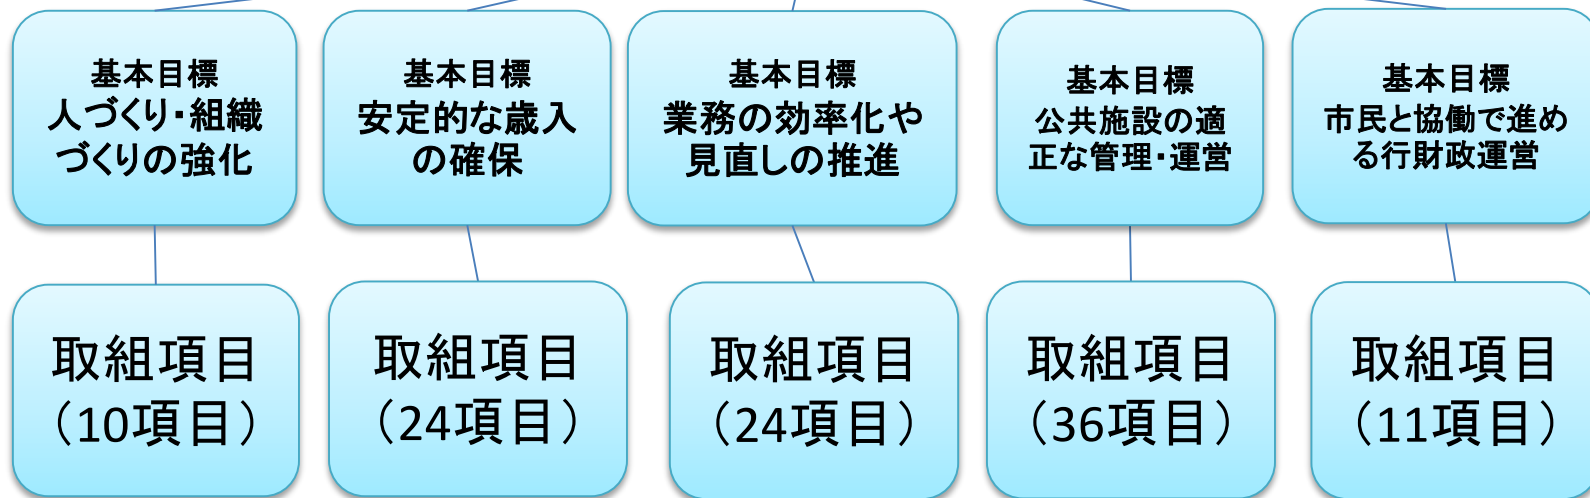 基本目標
人づくり・組織
づくりの強化
基本目標
安定的な歳入
の確保
基本目標
業務の効率化や
見直しの推進
基本目標
公共施設の適
正な管理・運営
基本目標
市民と協働で進め
る行財政運営
取組項目
（10項目）
取組項目
（24項目）
取組項目
（24項目）
取組項目
（36項目）
取組項目
（11項目）